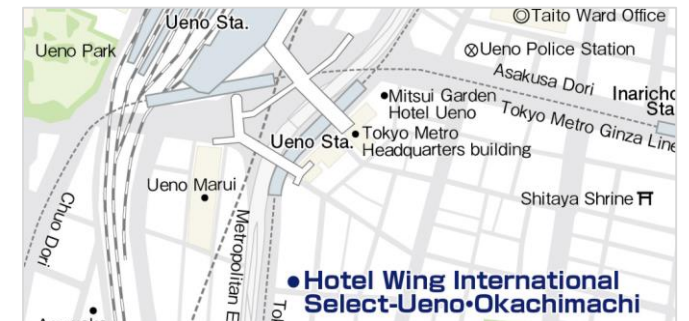 Ueno Sta.
◎Taito Ward Office
Ueno Park
⊗Ueno Police Station
Asakusa Dori
Mitsui Garden
Hotel Ueno
Tokyo Metro Ginza Line
Ueno Sta.
Tokyo Metro
Headquarters building
Ueno Marui
Shitaya Shrine
Chuo Dori
Metropolitan E
Hotel Wing International
Select-Ueno•Okachimachi